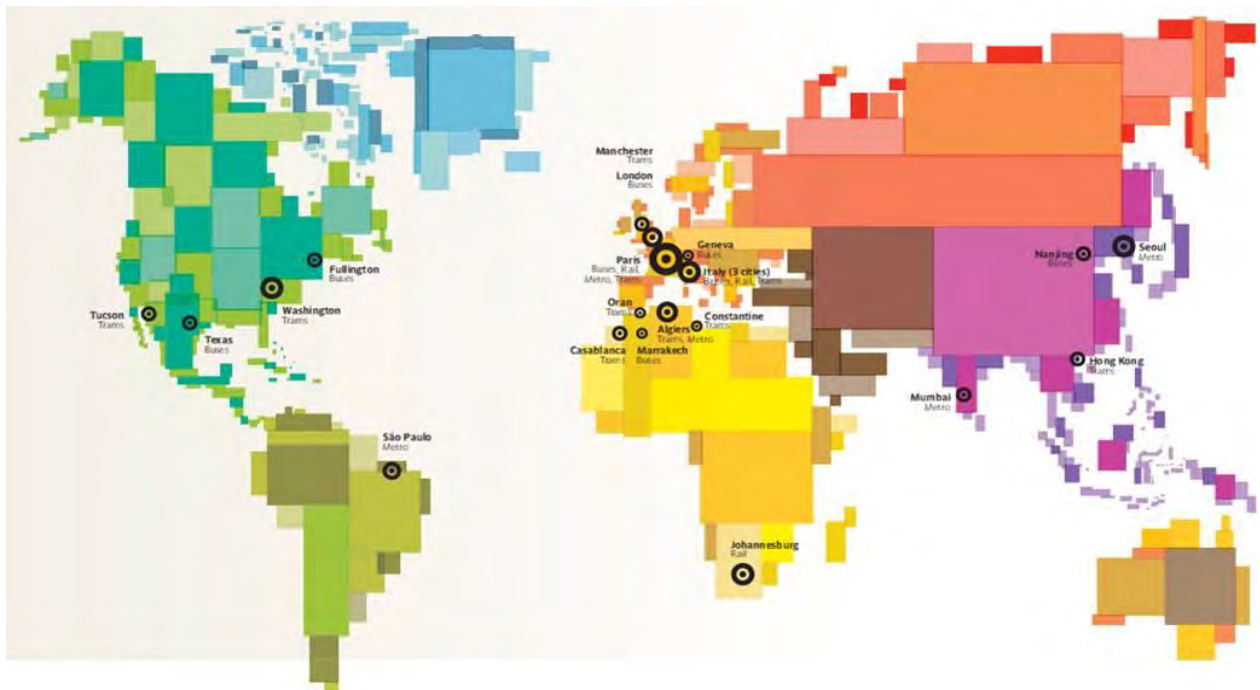 Manchester
Trams
London
Buses
Paris
Buses, Rail,
Metro, Trams
Geneva
Buses
Italy (3 cities)
Buses, Rail, Trams
Nanjing
Buses
Seoul
Metro
Fullington
Buses
Washington
Trams
Tucson
Trams
Texas
Buses
Oran
Trams
Algiers
Trams, Metro
Constantine
Trams
Casablanca
Trams
Marrakech
Buses
Hong Kong
Trams
Mumbai
Metro
São Paulo
Metro
Johannesburg
Rail